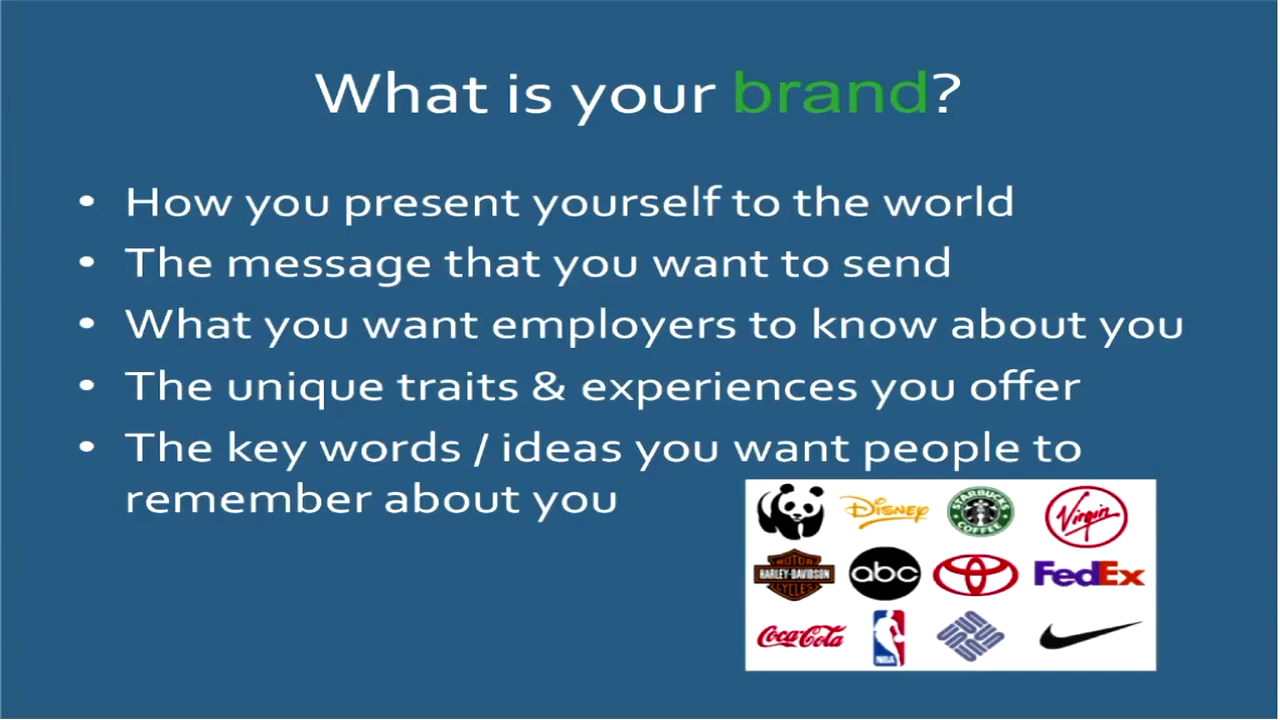 What is your brand?
• How you present yourself to the world
• The message that you want to send
• What you want employers to know about you
• The unique traits & experiences you offer
• The key words / ideas you want people to
remember about you
DISNEY
STARBUCKS
COFFEE
Virgin
MOTOR
HARLEY-DAVIDSON
CYCLES
abc
FedEx
Coca-Cola
NBA